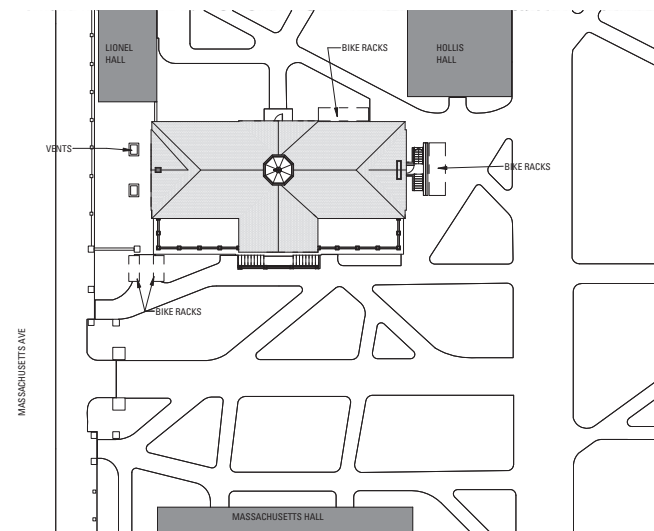 LIONEL
HALL
BIKE RACKS
HOLLIS
HALL
VENTS
BIKE RACKS
BIKE RACKS
MASSACHUSETTS AVE
MASSACHUSETTS HALL